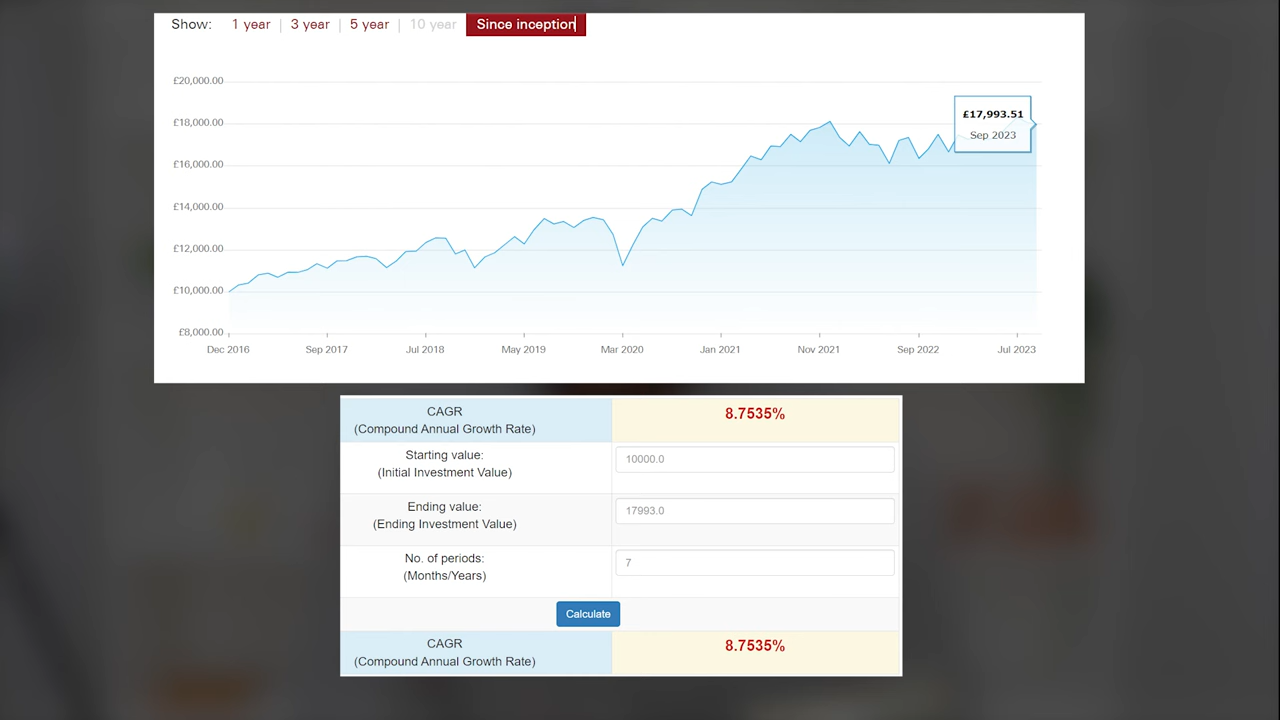 Show: 1 year | 3 year | 5 year | 10 year Since inception
£20,000.00
£18,000.00
£16,000.00
£14,000.00
£12,000.00
£10,000.00
£8,000.00
£17,993.51
Sep 2023
Dec 2016 Sep 2017 Jul 2018 May 2019 Mar 2020 Jan 2021 Nov 2021 Sep 2022 Jul 2023
CAGR
(Compound Annual Growth Rate)
8.7535%
Starting value:
(Initial Investment Value)
10000.0
Ending value:
(Ending Investment Value)
17993.0
No. of periods:
(Months/Years)
7
Calculate
CAGR
(Compound Annual Growth Rate)
8.7535%